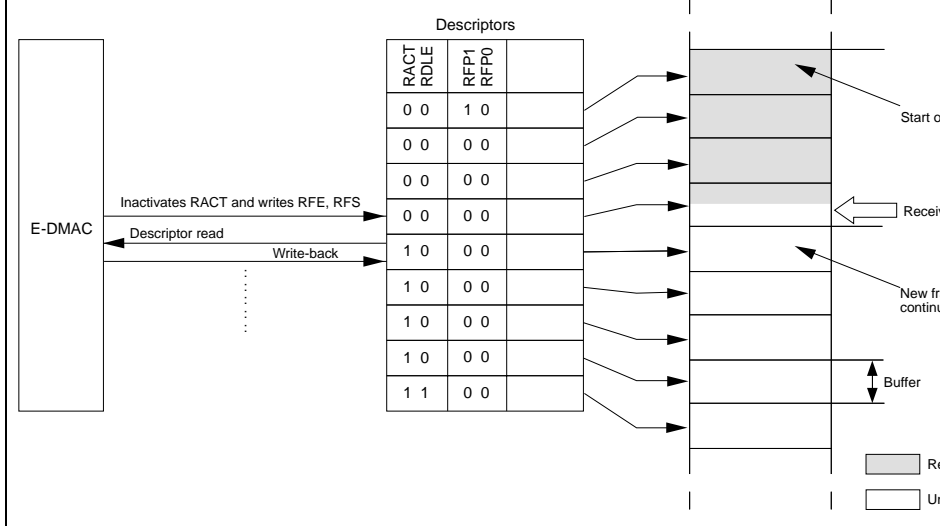 Descriptors
RACT
RDLE
RFP1
RFP0
0 0 1 0
Start o
0 0 0 0
0 0 0 0
Inactivates RACT and writes RFE, RFS
0 0 0 0
Receiv
E-DMAC
Descriptor read
Write-back
1 0 0 0
1 0 0 0
New fr
continu
1 0 0 0
1 0 0 0
Buffer
1 1 0 0
Re
Un